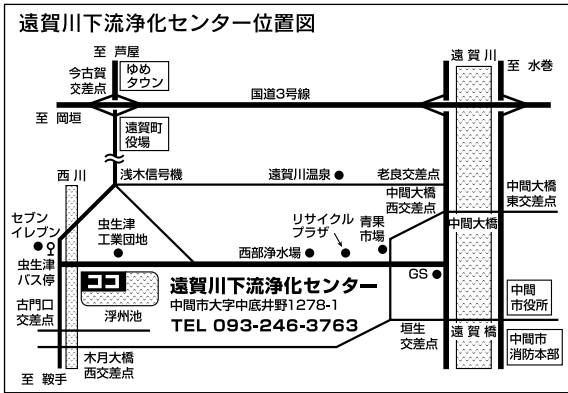 遠賀川下流浄化センター位置図
至 芦屋
今古賀
交差点
ゆめ
タウン
遠賀川
至 水巻
国道3号線
至 岡垣
遠賀町
役場
西川
浅木信号機
遠賀川温泉
老良交差点
中間大橋
西交差点
中間大橋
東交差点
セブン
イレブン
虫生津
工業団地
リサイクル
プラザ
青果
市場
中間大橋
西部浄水場
虫生津
バス停
ココ
遠賀川下流浄化センター
GS
中間
市役所
古門口
交差点
浮州池
中間市大字中底井野1278-1
TEL 093-246-3763
垣生
交差点
遠賀橋
中間市
消防本部
木月大橋
西交差点
至 鞍手